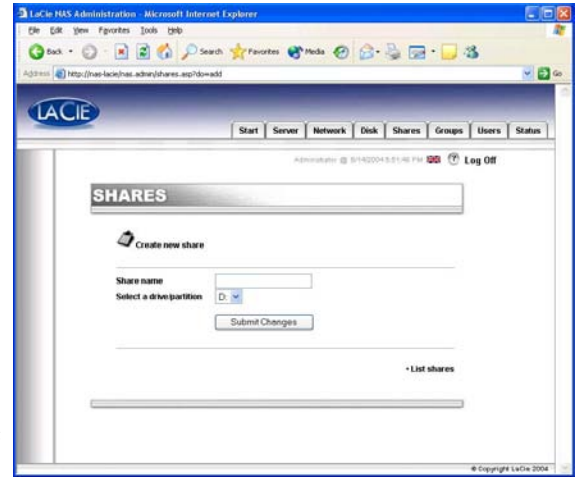 LaCie NAS Administration - Microsoft Internet Explorer
File Edit View Favorites Tools Help
Back Search Favorites Media
Address http://nas-lacie/nas.admin/shares.asp?do=add Go
LACIE
Start Server Network Disk Shares Groups Users Status
Administrator @ Log Off
SHARES
Create new share
Share name
Select a drive/partition D:
Submit Changes
• List shares
© Copyright LaCie 2004